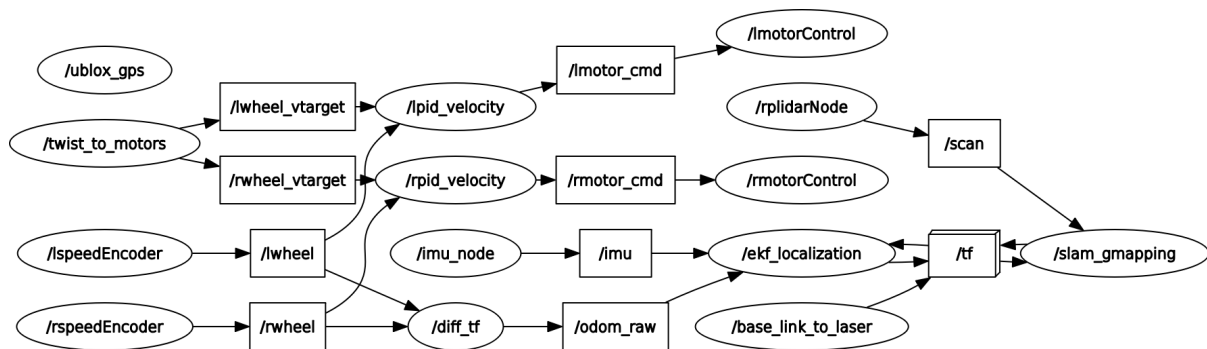 /lmotorControl
/ublox_gps
/lmotor_cmd
/lwheel_vtarget
/lpid_velocity
/rplidarNode
/twist_to_motors
/scan
/rwheel_vtarget
/rpid_velocity
/rmotor_cmd
/rmotorControl
/lspeedEncoder
/lwheel
/imu_node
/imu
/ekf_localization
/tf
/slam_gmapping
/rspeedEncoder
/rwheel
/diff_tf
/odom_raw
/base_link_to_laser